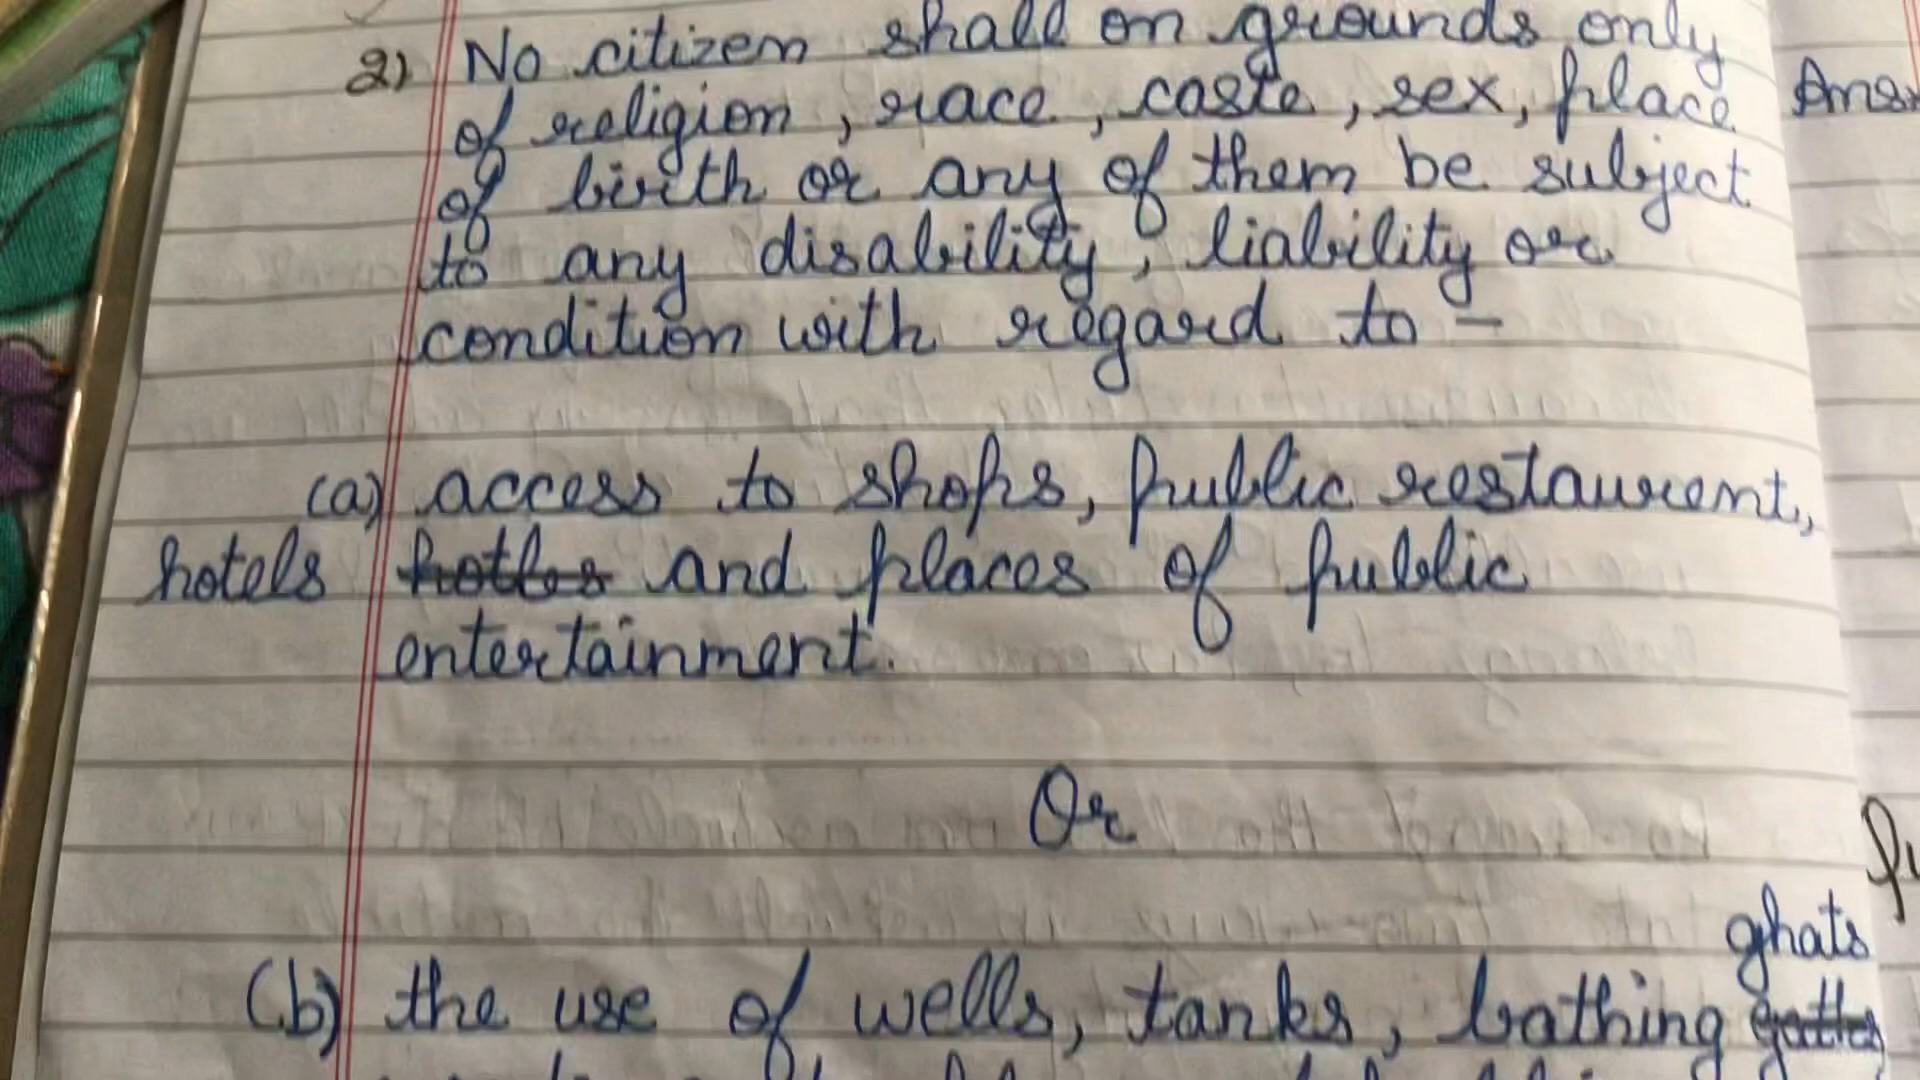 2) No citizen shall on grounds only
of religion, race, caste, sex, place
of birth or any of them be subject
to any disability, liability or
condition with regard to -
(a) access to shops, public restaurent,
hotels hotles and places of public
entertainment.
Or
ghats
(b) the use of wells, tanks, bathing
Ans